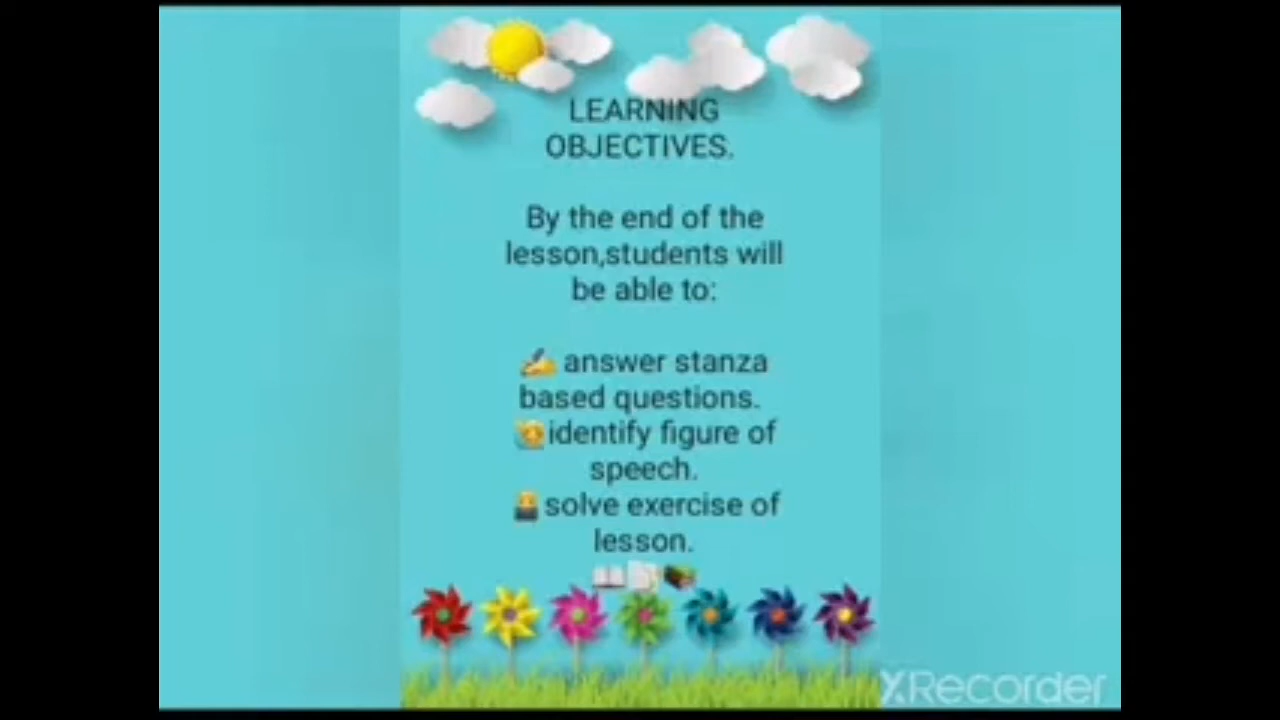 LEARNING
OBJECTIVES.
By the end of the
lesson,students will
be able to:
✍ answer stanza
based questions.
identify figure of
speech.
solve exercise of
lesson.
XRecorder